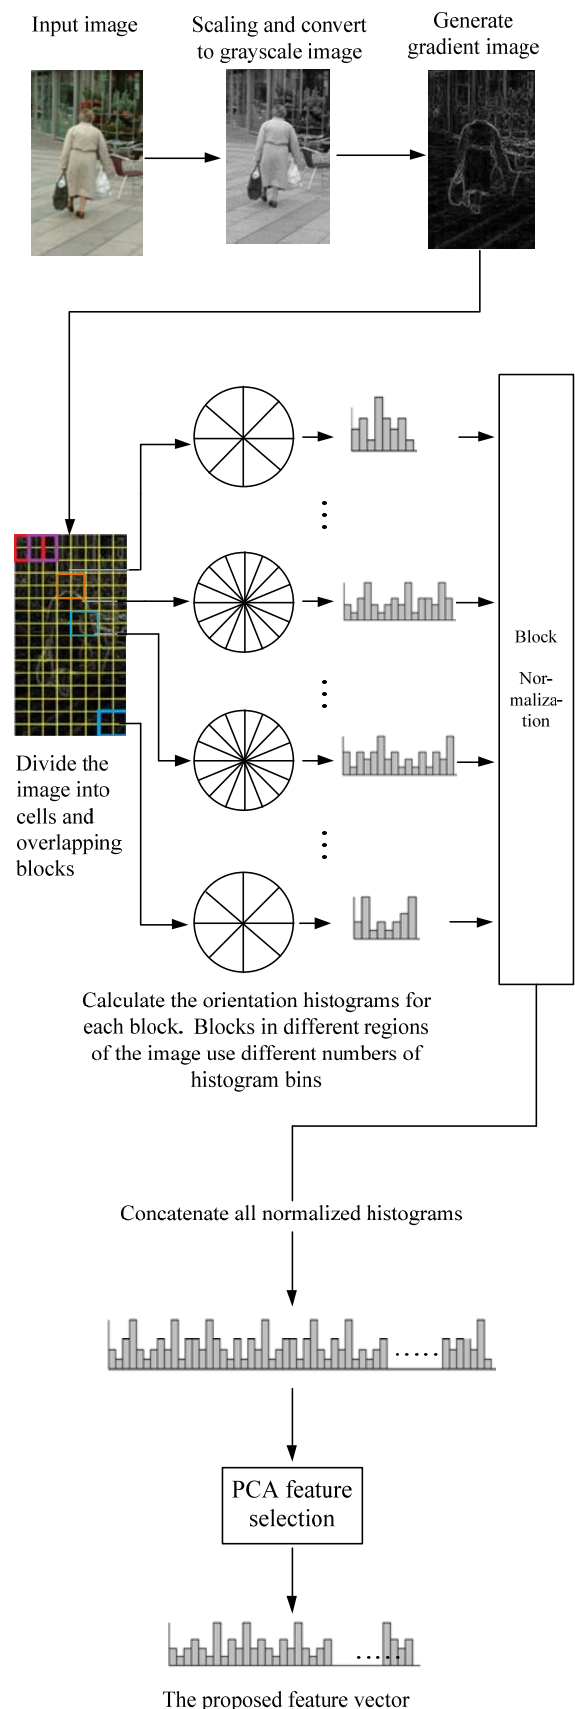 Input image
Scaling and convert
to grayscale image
Generate
gradient image
Block
Nor-
maliza-
tion
Divide the
image into
cells and
overlapping
blocks
Calculate the orientation histograms for
each block. Blocks in different regions
of the image use different numbers of
histogram bins
Concatenate all normalized histograms
PCA feature
selection
The proposed feature vector